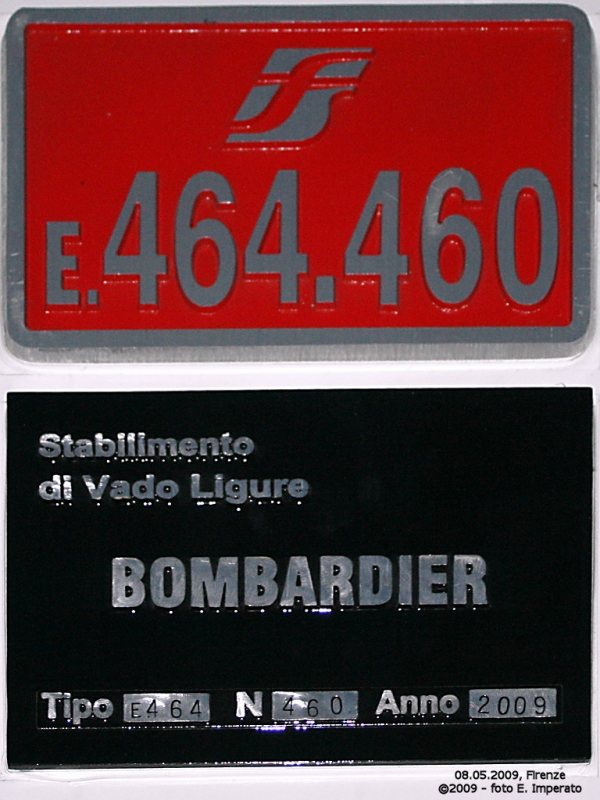 E.464.460
Stabilimento
di Vado Ligure
BOMBARDIER
Tipo E464 N 460 Anno 2009
08.05.2009, Firenze
©2009 - foto E. Imperato